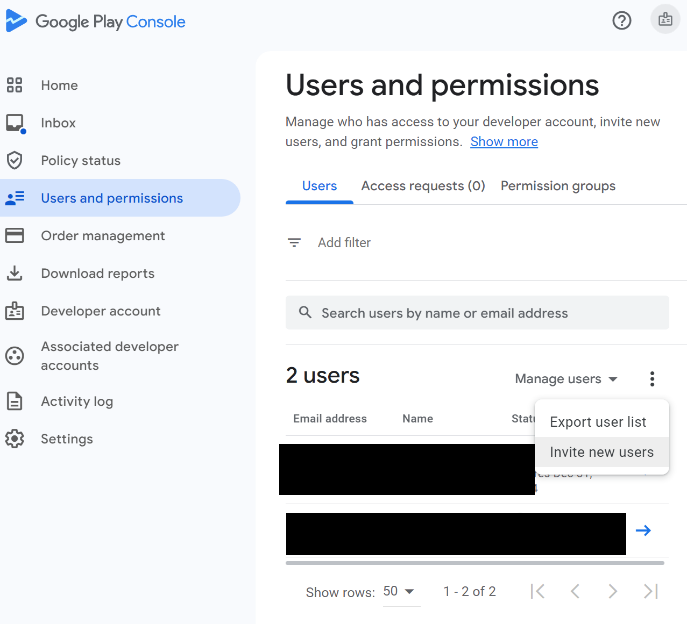 Google Play Console
Home
Inbox
Policy status
Users and permissions
Order management
Download reports
Developer account
Associated developer
accounts
Activity log
Settings
Users and permissions
Manage who has access to your developer account, invite new
users, and grant permissions. Show more
Users Access requests (0) Permission groups
Add filter
Search users by name or email address
2 users Manage users
Export user list
Invite new users
Email address Name
Show rows: 50 1 - 2 of 2